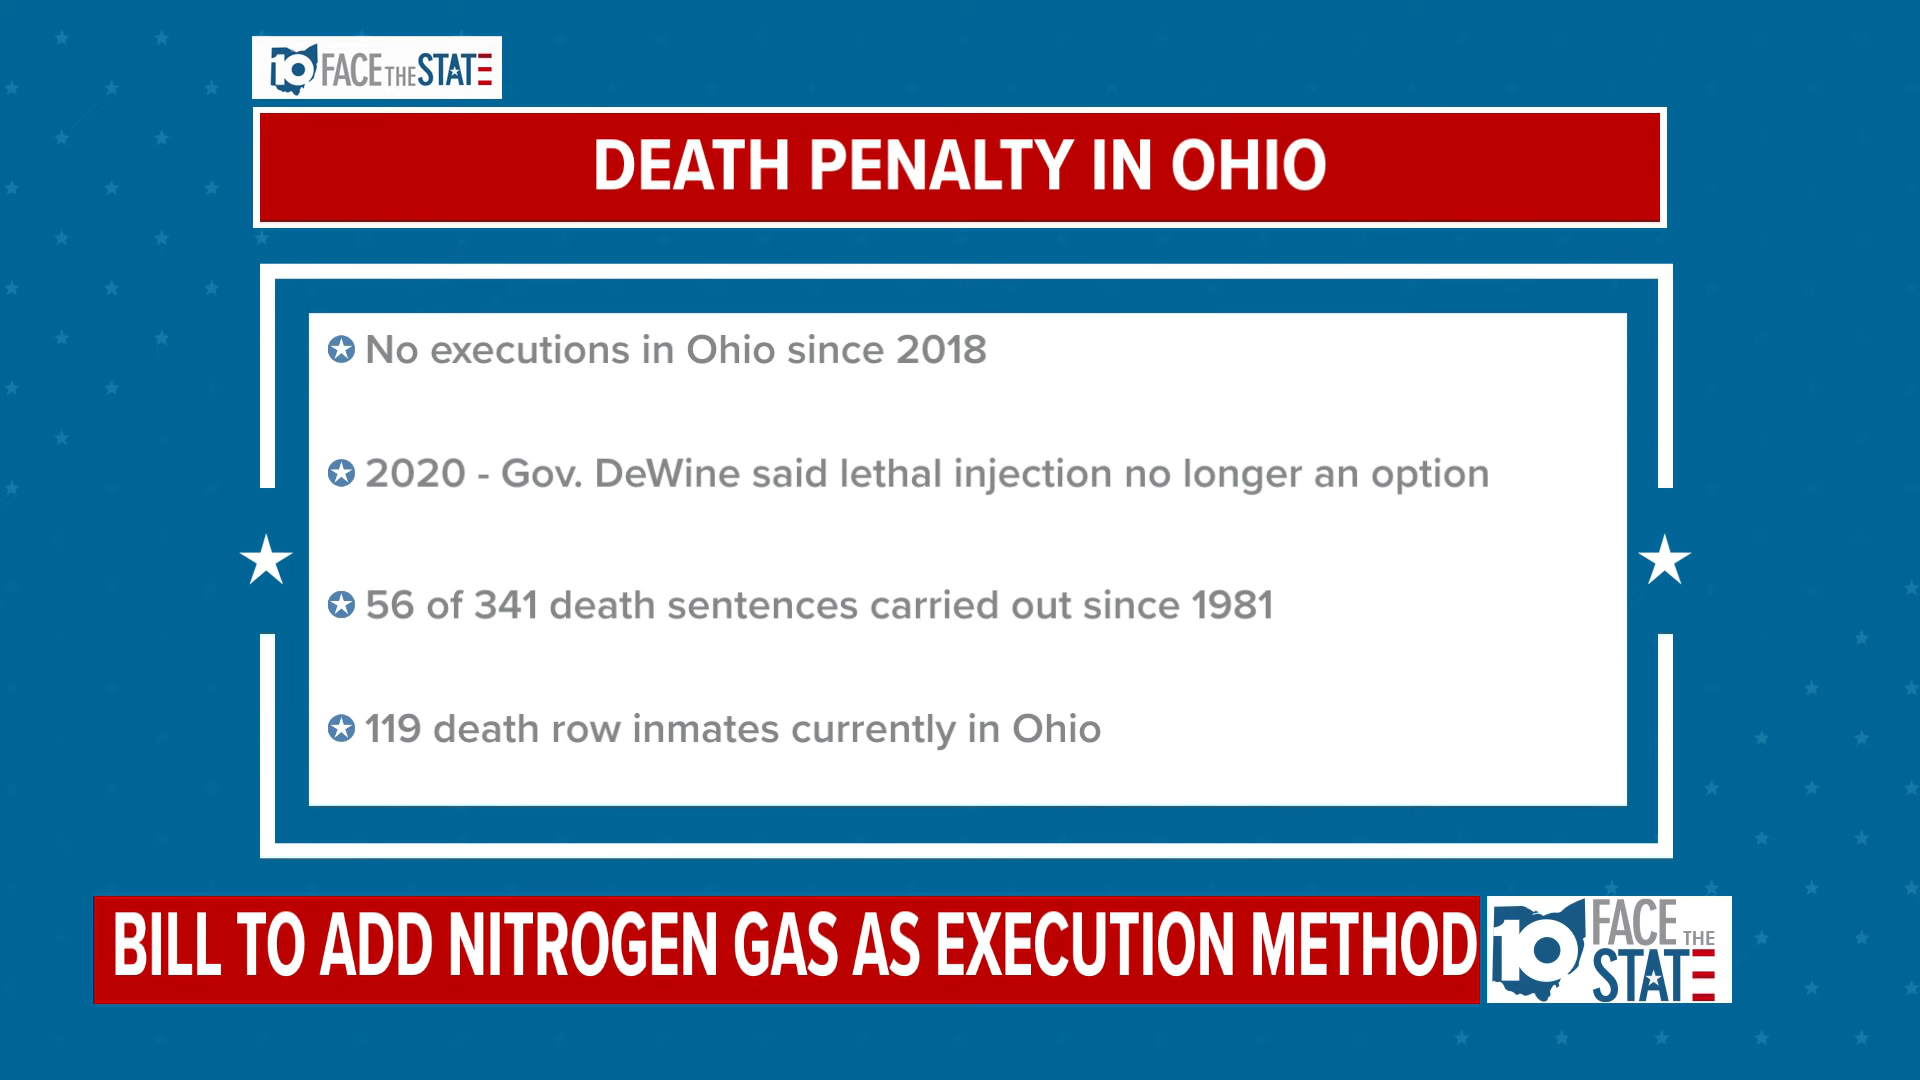 10 FACE THE STATE
DEATH PENALTY IN OHIO
No executions in Ohio since 2018
2020 - Gov. DeWine said lethal injection no longer an option
56 of 341 death sentences carried out since 1981
119 death row inmates currently in Ohio
BILL TO ADD NITROGEN GAS AS EXECUTION METHOD
10 FACE THE
STATE